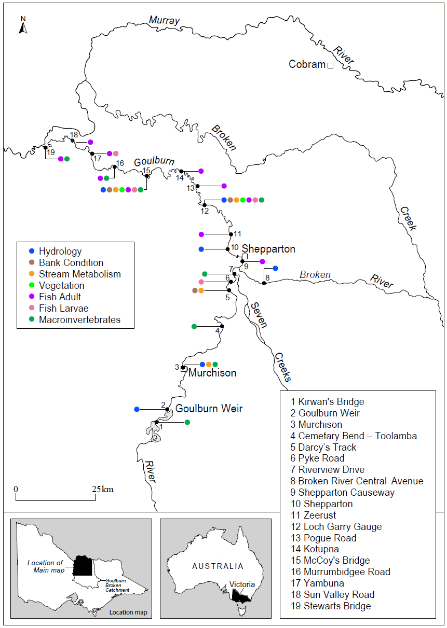 N
Murray
River
Cobram
Broken
Creek
18
19
17
16
15
Goulburn
14
13
12
11
10
Shepparton
9
Broken
River
8
7
6
5
Seven
Creeks
4
3
Murchison
2
Goulburn Weir
1
River
Hydrology
Bank Condition
Stream Metabolism
Vegetation
Fish Adult
Fish Larvae
Macroinvertebrates
0
25km
1 Kirwan's Bridge
2 Goulburn Weir
3 Murchison
4 Cemetary Bend – Toolamba
5 Darcy's Track
6 Pyke Road
7 Riverview Drive
8 Broken River Central Avenue
9 Shepparton Causeway
10 Shepparton
11 Zeerust
12 Loch Garry Gauge
13 Pogue Road
14 Kotupna
15 McCoy's Bridge
16 Murrumbidgee Road
17 Yambuna
18 Sun Valley Road
19 Stewarts Bridge
Location of
Main map
Goulburn
Broken
Catchment
Location map
AUSTRALIA
Victoria